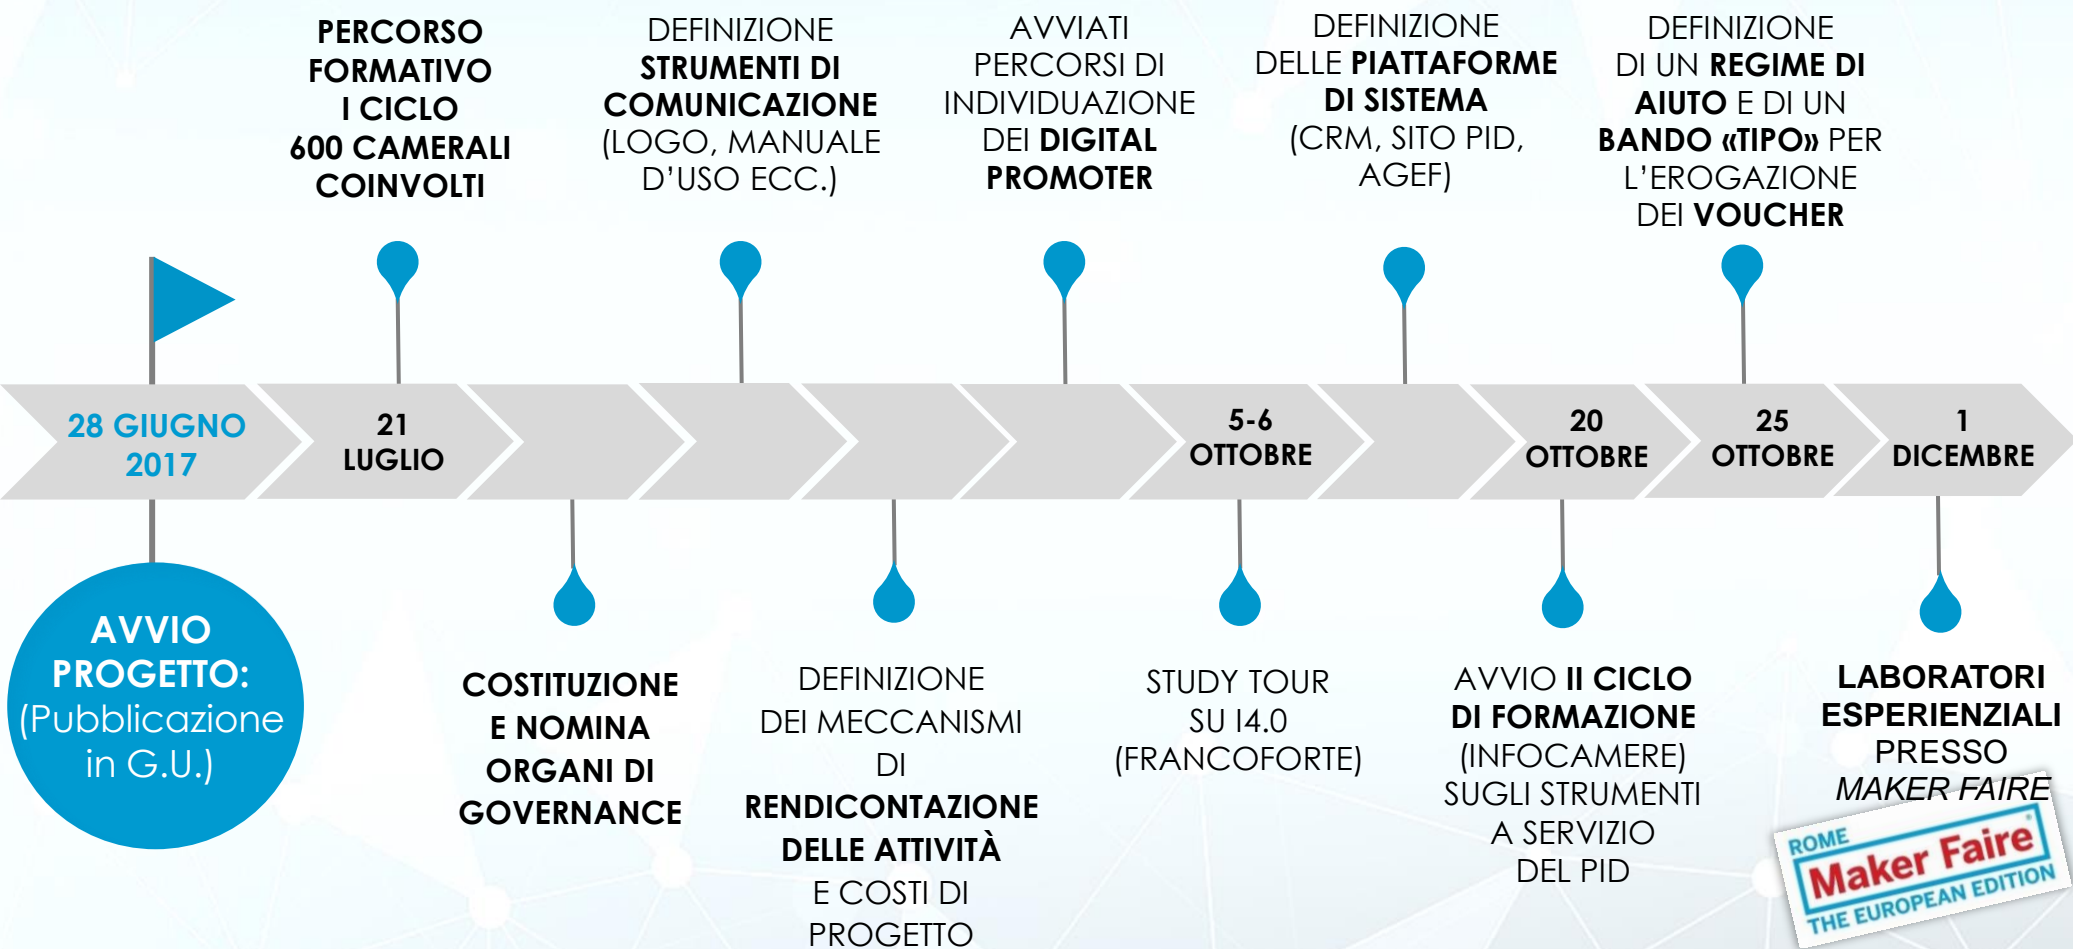 PERCORSO
FORMATIVO
I CICLO
600 CAMERALI
COINVOLTI
DEFINIZIONE
STRUMENTI DI
COMUNICAZIONE
(LOGO, MANUALE
D’USO ECC.)
AVVIATI
PERCORSI DI
INDIVIDUAZIONE
DEI DIGITAL
PROMOTER
DEFINIZIONE
DELLE PIATTAFORME
DI SISTEMA
(CRM, SITO PID,
AGEF)
DEFINIZIONE
DI UN REGIME DI
AIUTO E DI UN
BANDO «TIPO» PER
L’EROGAZIONE
DEI VOUCHER
28 GIUGNO
2017
21
LUGLIO
5-6
OTTOBRE
20
OTTOBRE
25
OTTOBRE
1
DICEMBRE
AVVIO
PROGETTO:
(Pubblicazione
in G.U.)
COSTITUZIONE
E NOMINA
ORGANI DI
GOVERNANCE
DEFINIZIONE
DEI MECCANISMI
DI
RENDICONTAZIONE
DELLE ATTIVITÀ
E COSTI DI
PROGETTO
STUDY TOUR
SU I4.0
(FRANCOFORTE)
AVVIO II CICLO
DI FORMAZIONE
(INFOCAMERE)
SUGLI STRUMENTI
A SERVIZIO
DEL PID
LABORATORI
ESPERIENZIALI
PRESSO
MAKER FAIRE
ROME
Maker Faire
THE EUROPEAN EDITION